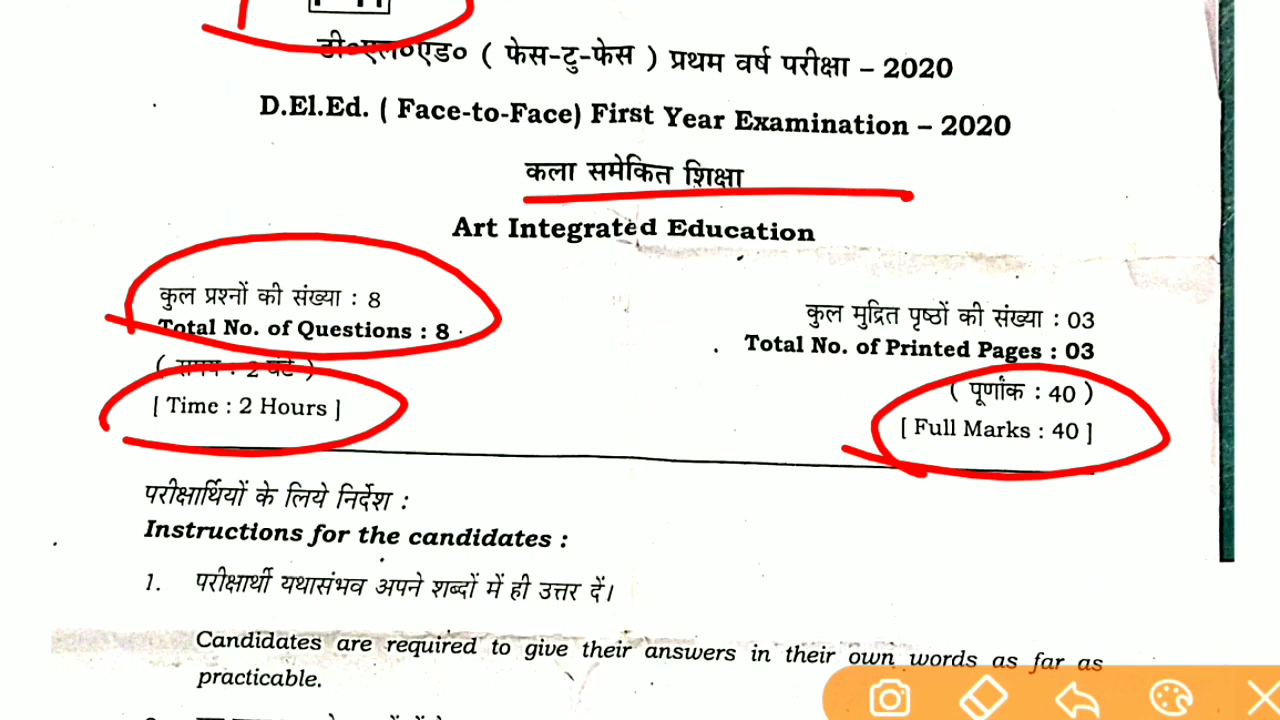 डी०एल०एड० ( फेस-टु-फेस ) प्रथम वर्ष परीक्षा – 2020
D.El.Ed. ( Face-to-Face) First Year Examination – 2020
कला समेकित शिक्षा
Art Integrated Education
कुल प्रश्नों की संख्या : 8
Total No. of Questions : 8
कुल मुद्रित पृष्ठों की संख्या : 03
Total No. of Printed Pages : 03
( समय : 2 घंटे )
[ Time : 2 Hours ]
( पूर्णांक : 40 )
[ Full Marks : 40 ]
परीक्षार्थियों के लिये निर्देश :
Instructions for the candidates :
1. परीक्षार्थी यथासंभव अपने शब्दों में ही उत्तर दें।
Candidates are required to give their answers in their own words as far as
practicable.